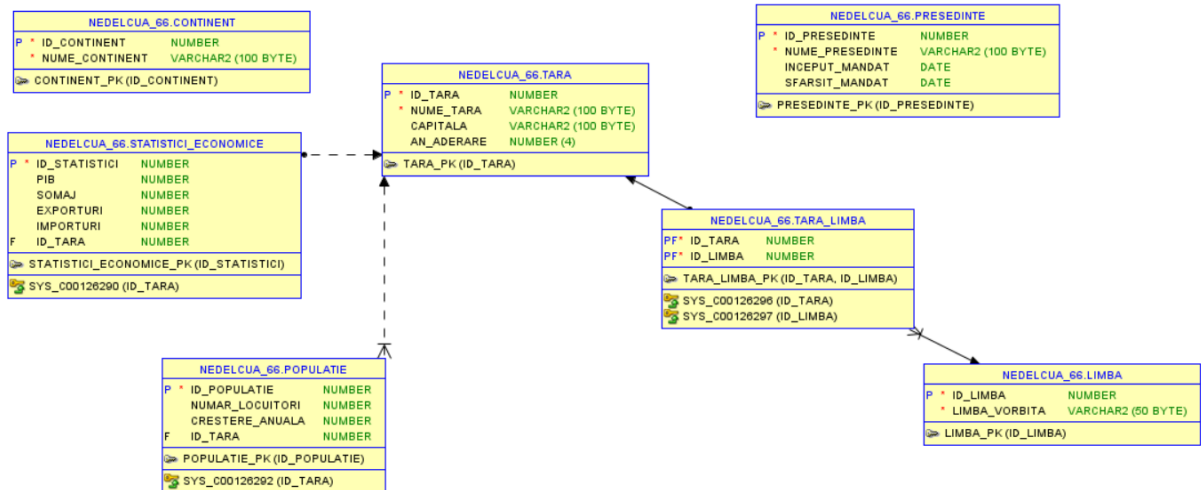 NEDELCUA_66.CONTINENT
P * ID_CONTINENT NUMBER
* NUME_CONTINENT VARCHAR2 (100 BYTE)
CONTINENT_PK (ID_CONTINENT)
NEDELCUA_66.PRESEDINTE
P * ID_PRESEDINTE NUMBER
* NUME_PRESEDINTE VARCHAR2 (100 BYTE)
INCEPUT_MANDAT DATE
SFARSIT_MANDAT DATE
PRESEDINTE_PK (ID_PRESEDINTE)
NEDELCUA_66.TARA
P * ID_TARA NUMBER
* NUME_TARA VARCHAR2 (100 BYTE)
CAPITALA VARCHAR2 (100 BYTE)
AN_ADERARE NUMBER (4)
TARA_PK (ID_TARA)
NEDELCUA_66.STATISTICI_ECONOMICE
P * ID_STATISTICI NUMBER
PIB NUMBER
SOMAJ NUMBER
EXPORTURI NUMBER
IMPORTURI NUMBER
F ID_TARA NUMBER
STATISTICI_ECONOMICE_PK (ID_STATISTICI)
SYS_C00126290 (ID_TARA)
NEDELCUA_66.TARA_LIMBA
PF* ID_TARA NUMBER
PF* ID_LIMBA NUMBER
TARA_LIMBA_PK (ID_TARA, ID_LIMBA)
SYS_C00126296 (ID_TARA)
SYS_C00126297 (ID_LIMBA)
NEDELCUA_66.POPULATIE
P * ID_POPULATIE NUMBER
NUMAR_LOCUITORI NUMBER
CRESTERE_ANUALA NUMBER
F ID_TARA NUMBER
POPULATIE_PK (ID_POPULATIE)
SYS_C00126292 (ID_TARA)
NEDELCUA_66.LIMBA
P * ID_LIMBA NUMBER
* LIMBA_VORBITA VARCHAR2 (50 BYTE)
LIMBA_PK (ID_LIMBA)